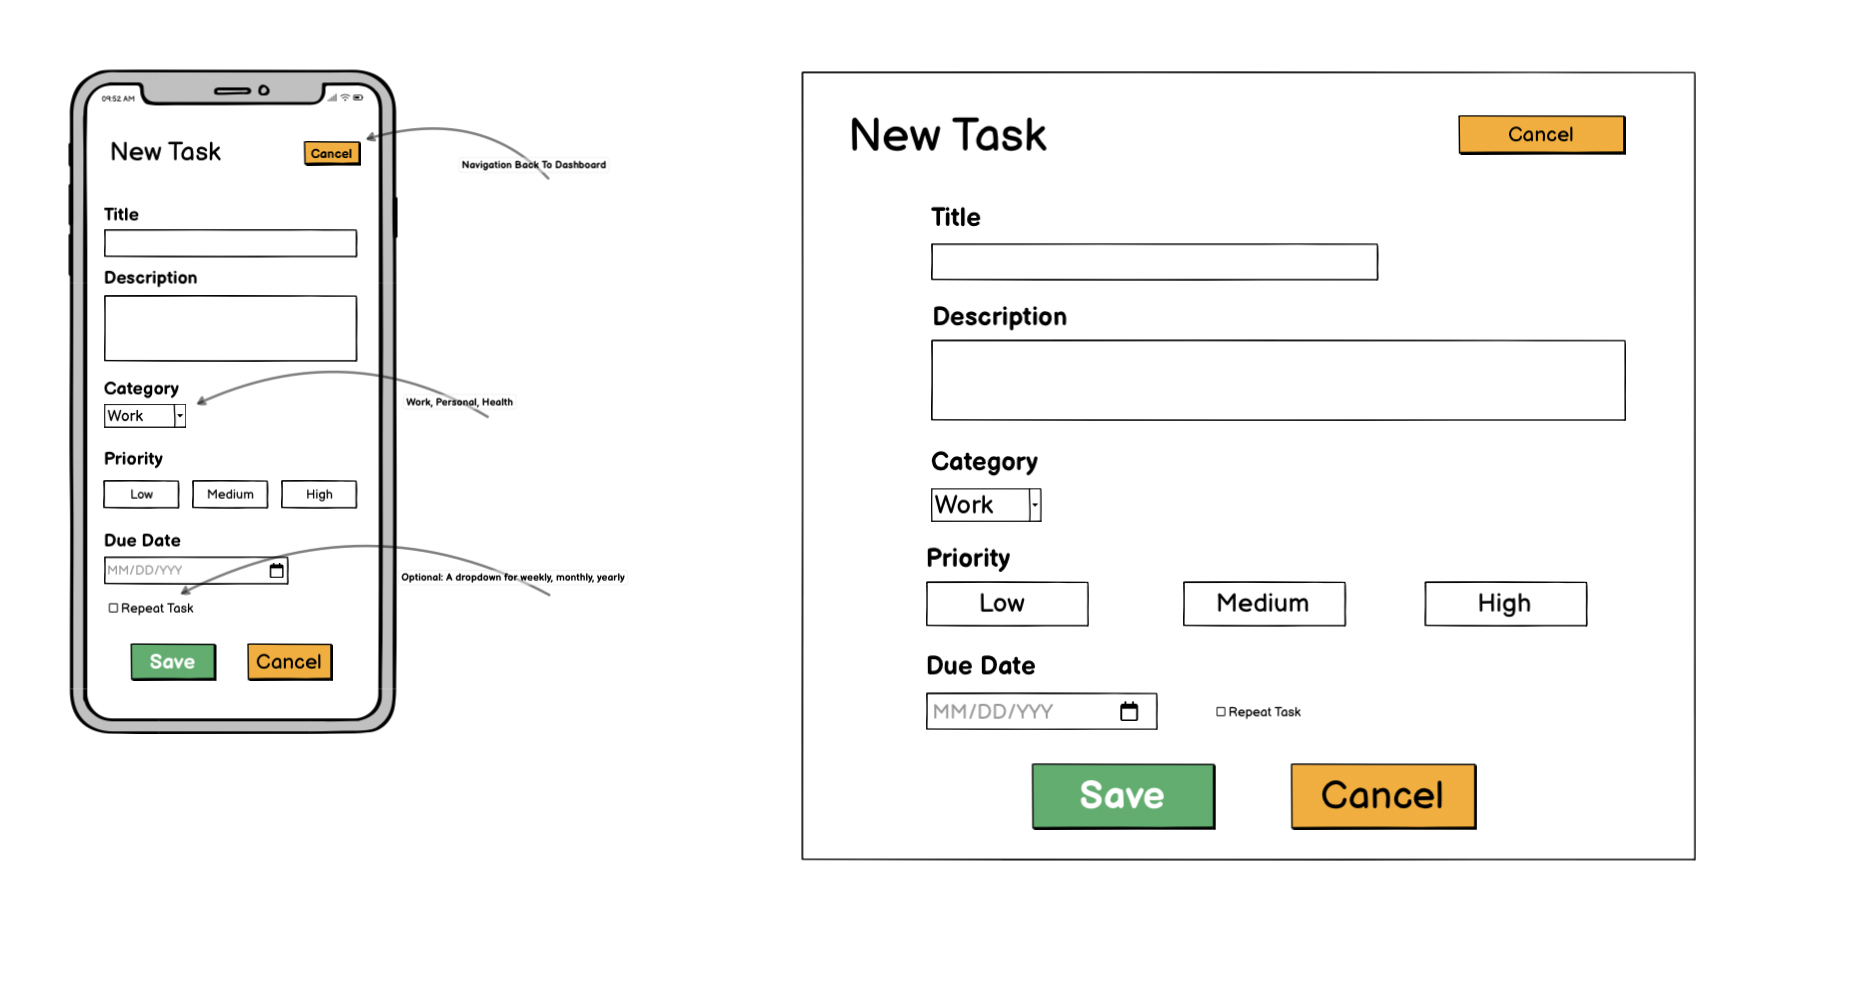 09:52 AM
New Task
Cancel
Navigation Back To Dashboard
Title
Description
Category
Work
Work, Personal, Health
Priority
Low
Medium
High
Due Date
MM/DD/YYY
Optional: A dropdown for weekly, monthly, yearly
Repeat Task
Save
Cancel
New Task
Cancel
Title
Description
Category
Work
Priority
Low
Medium
High
Due Date
MM/DD/YYY
Repeat Task
Save
Cancel